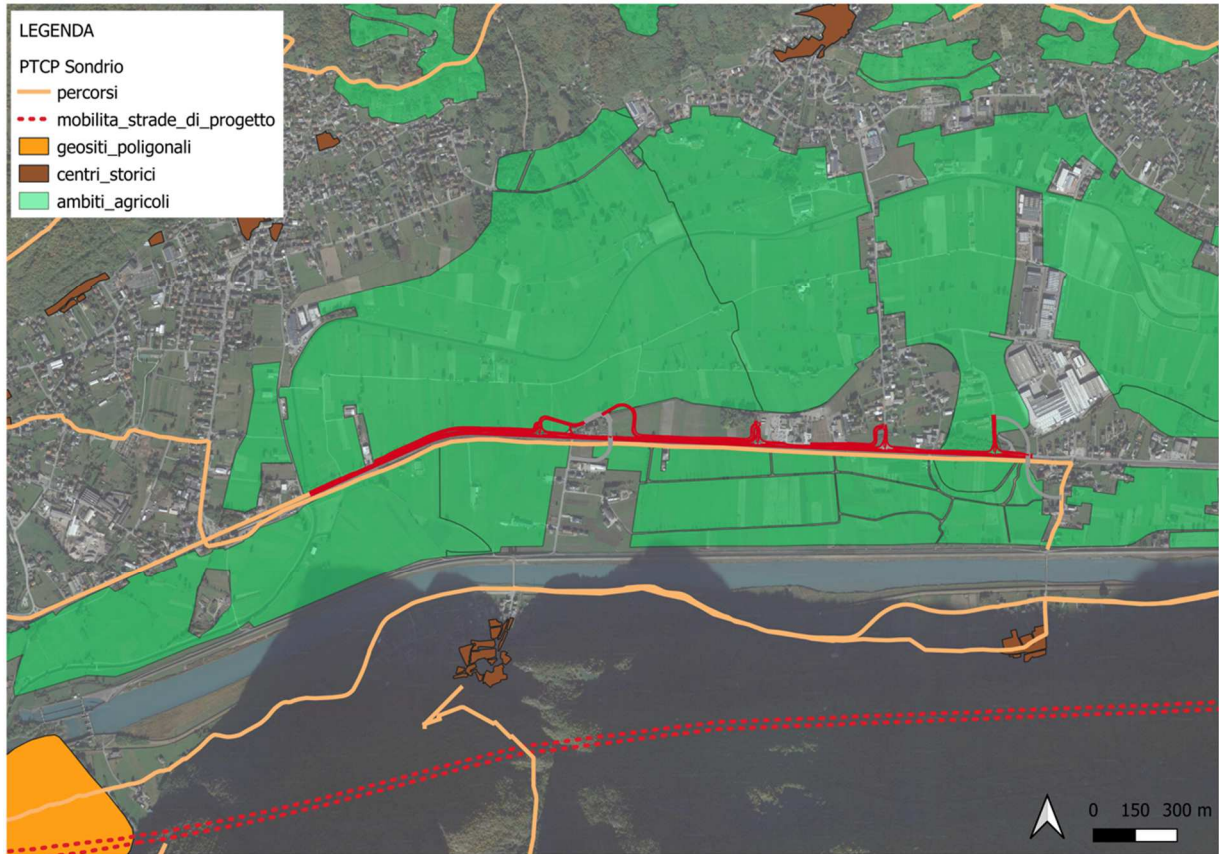 LEGENDA
PTCP Sondrio
percorsi
mobilita_strade_di_progetto
geositi_poligonali
centri_storici
ambiti_agricoli
0 150 300 m